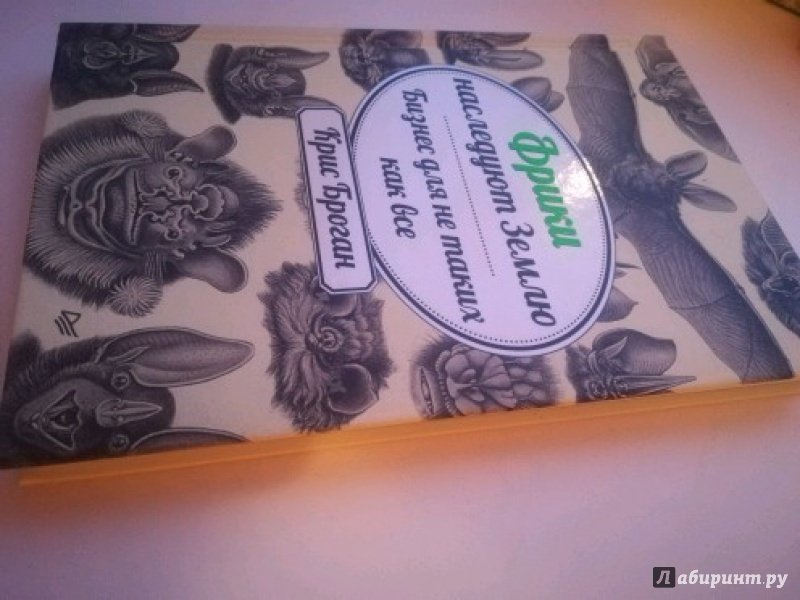 Фрики
наследуют Землю
Бизнес для не таких
как все
Крис Броган
Лабиринт.ру